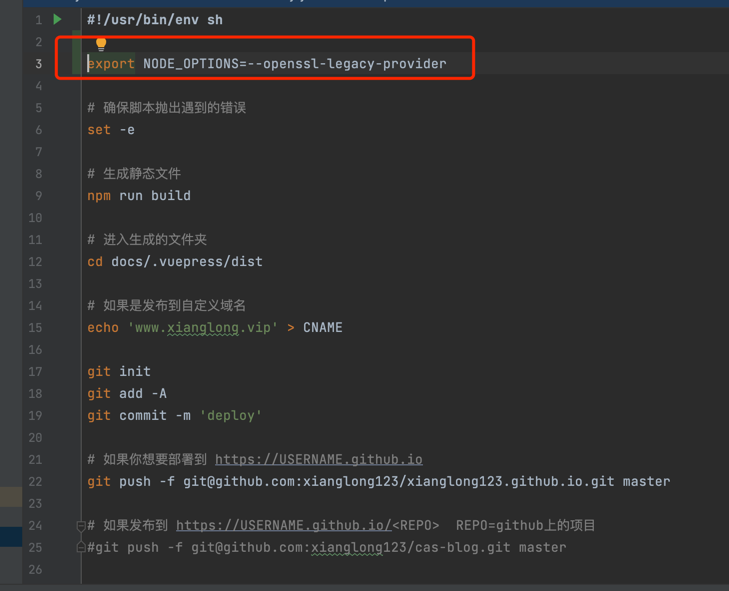 1 #!/usr/bin/env sh
2
3 export NODE_OPTIONS=--openssl-legacy-provider
4
5 # 确保脚本抛出遇到的错误
6 set -e
7
8 # 生成静态文件
9 npm run build
10
11 # 进入生成的文件夹
12 cd docs/.vuepress/dist
13
14 # 如果是发布到自定义域名
15 echo 'www.xianglong.vip' > CNAME
16
17 git init
18 git add -A
19 git commit -m 'deploy'
20
21 # 如果你想要部署到 https://USERNAME.github.io
22 git push -f git@github.com:xianglong123/xianglong123.github.io.git master
23
24 # 如果发布到 https://USERNAME.github.io/<REPO>  REPO=github上的项目
25 #git push -f git@github.com:xianglong123/cas-blog.git master
26